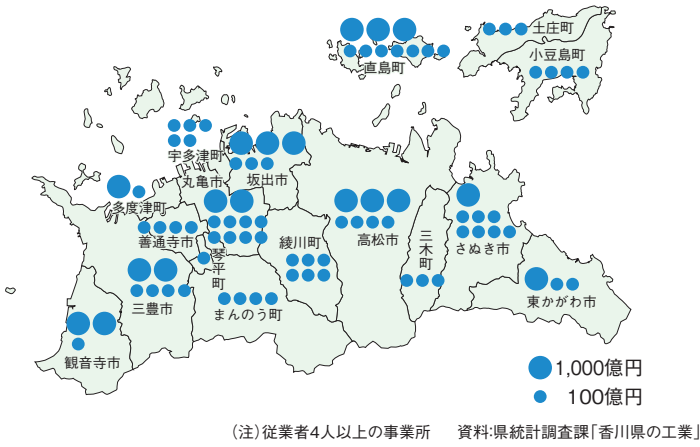 土庄町
小豆島町
直島町
宇多津町
丸亀市
坂出市
多度津町
善通寺市
琴平町
綾川町
高松市
三木町
さぬき市
三豊市
まんのう町
東かがわ市
観音寺市
1,000億円
100億円
(注)従業者4人以上の事業所 資料:県統計調査課「香川県の工業」